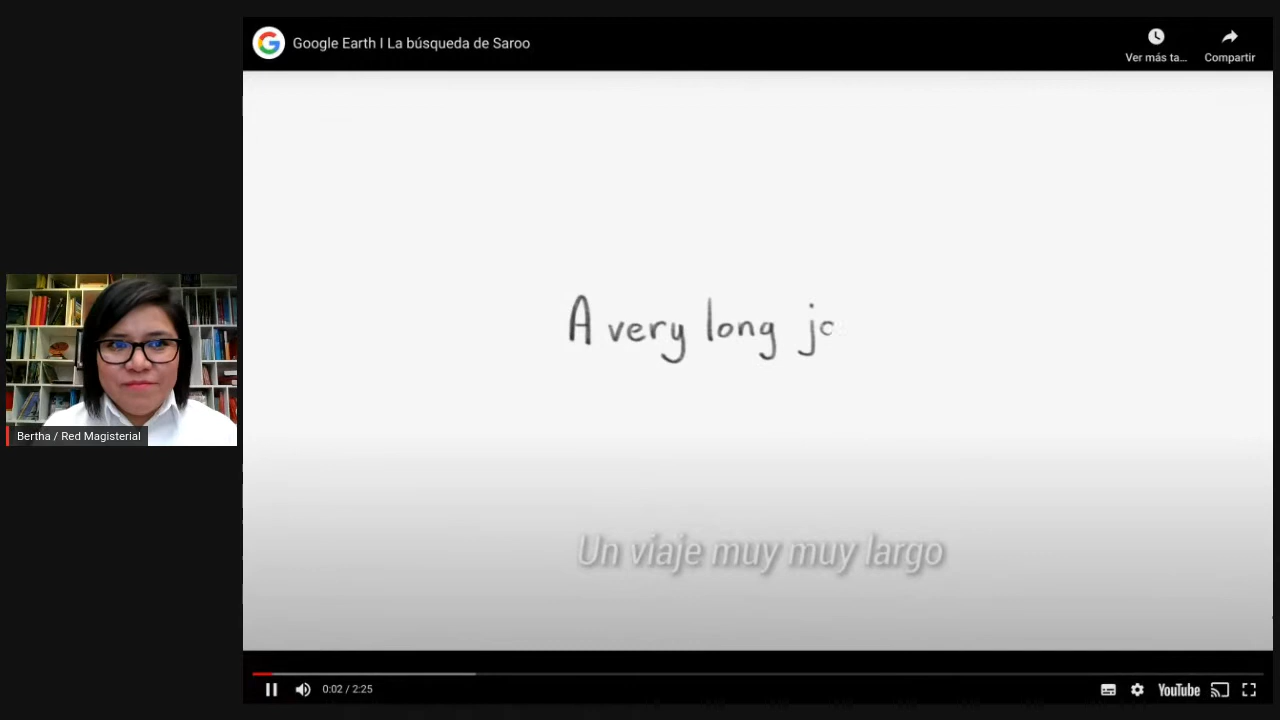 Google Earth I La búsqueda de Saroo
Ver más ta...
Compartir
A very long jo
Un viaje muy muy largo
Bertha / Red Magisterial
0:02 / 2:25
YouTube